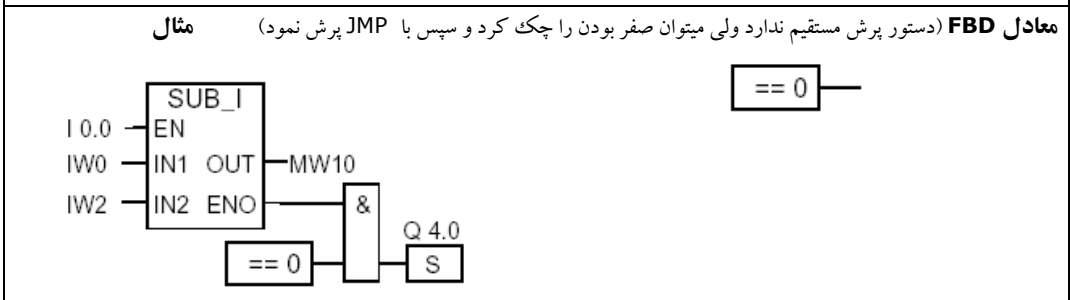 معادل FBD (دستور پرش مستقیم ندارد ولی میتوان صفر بودن را چک کرد و سپس با JMP پرش نمود) مثال
== 0
SUB_I
I 0.0 EN
IW0 IN1 OUT MW10
IW2 IN2 ENO &
Q 4.0
== 0 S